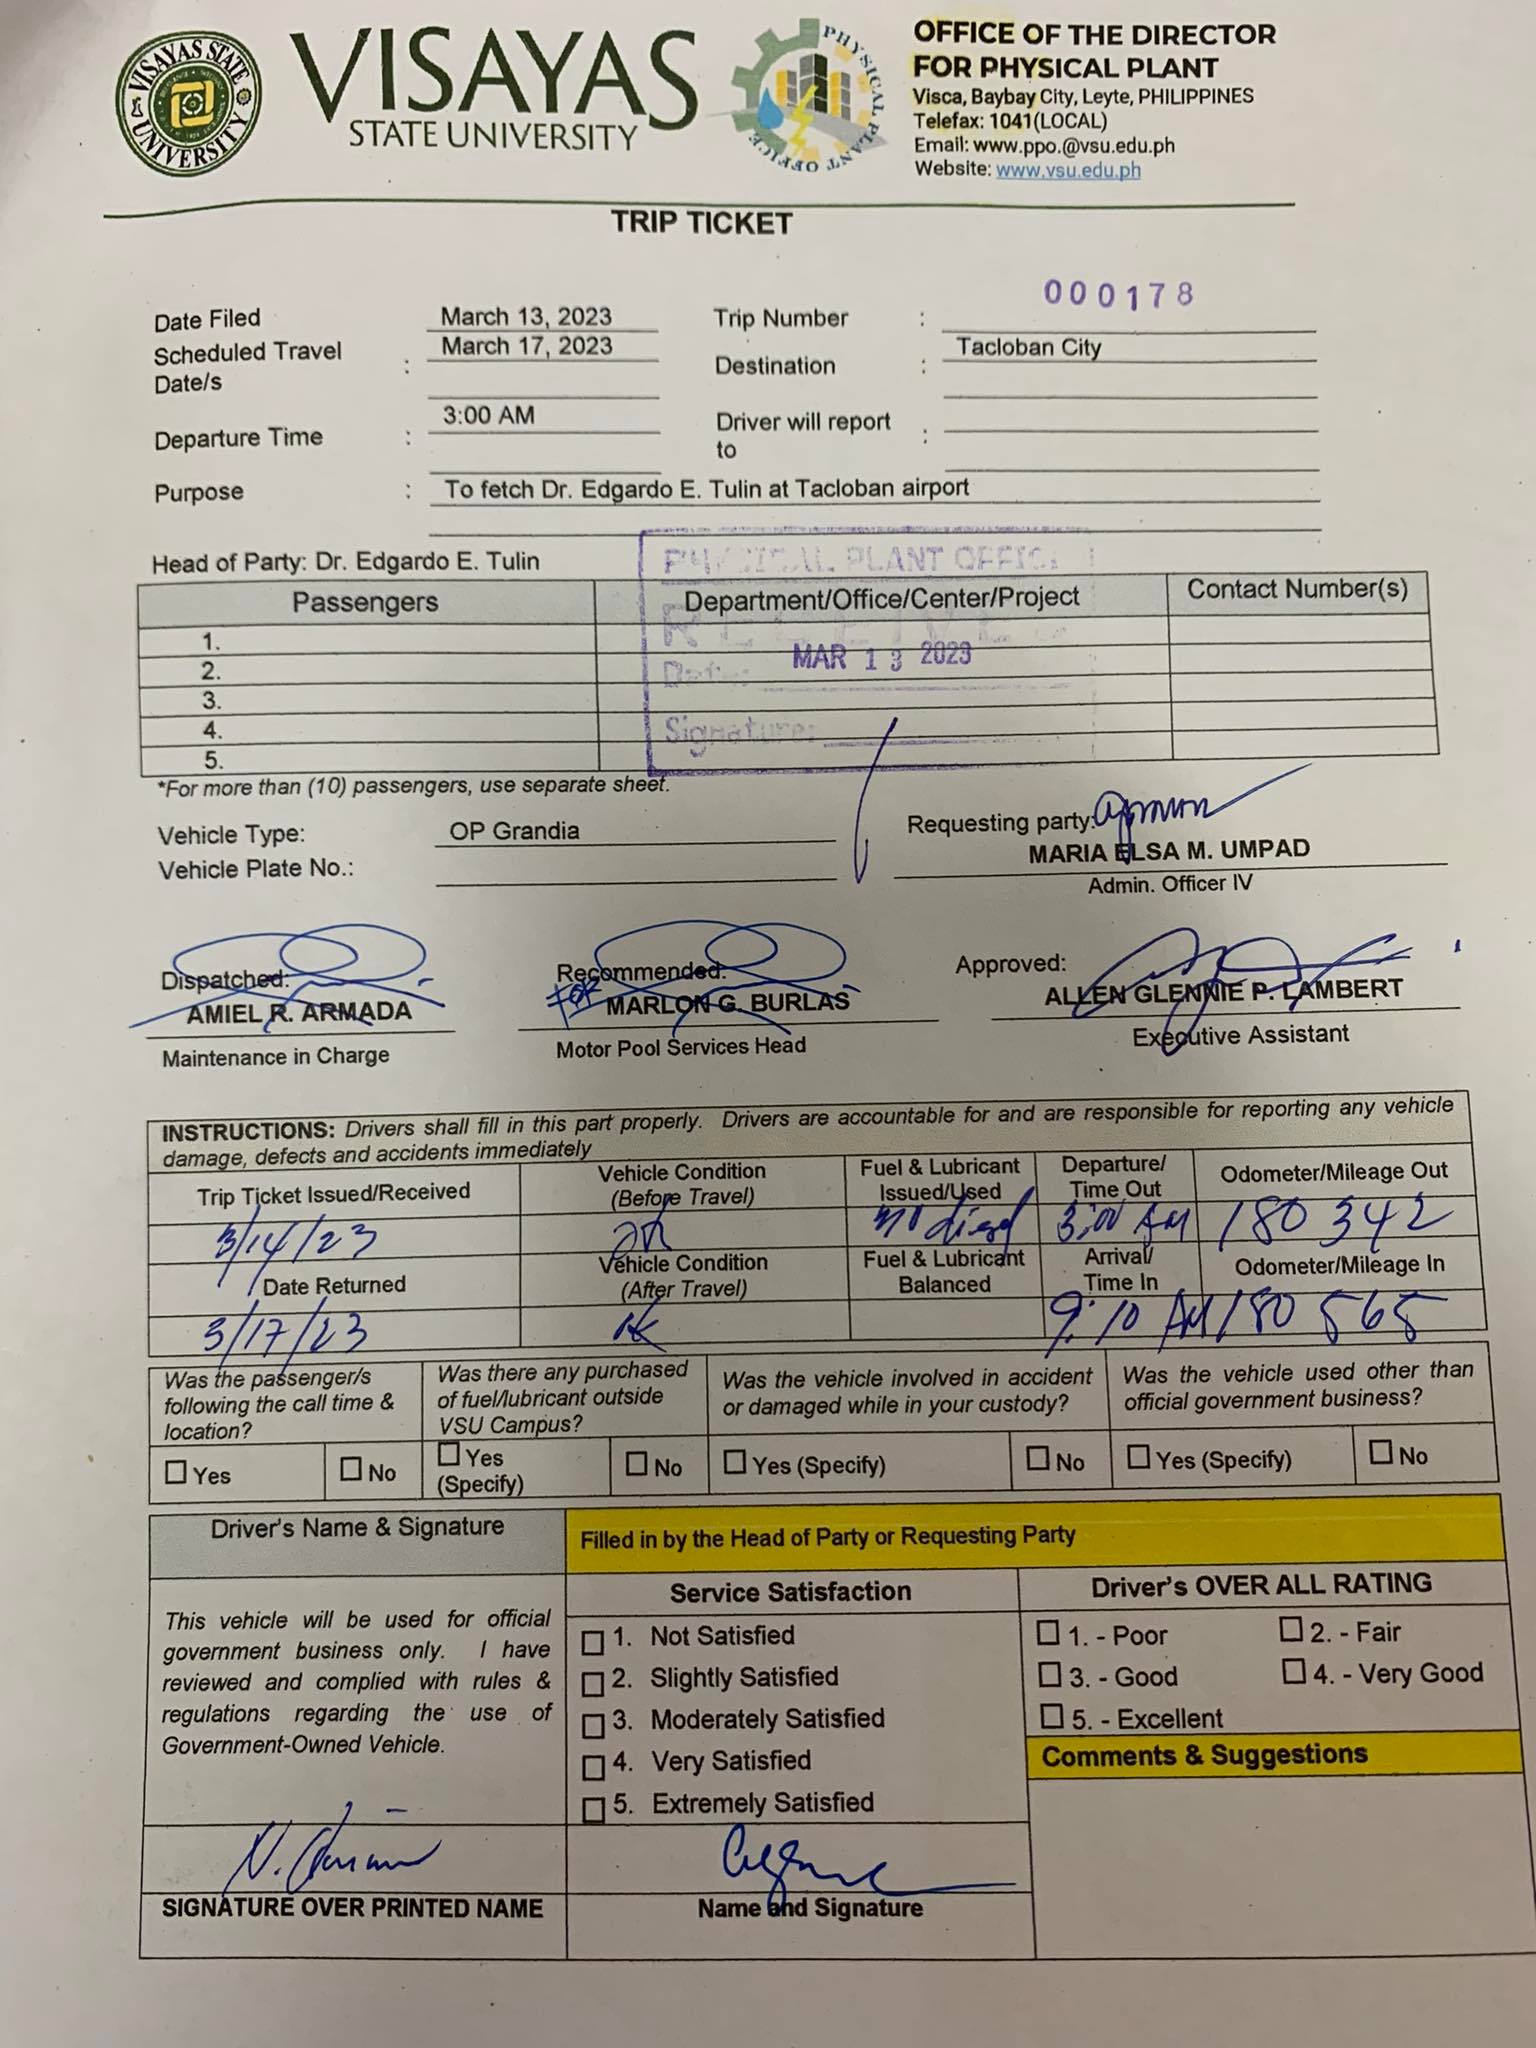 VISAYAS STATE UNIVERSITY
VISAYAS
STATE UNIVERSITY
PHYSICAL PLANT OFFICE
OFFICE OF THE DIRECTOR
FOR PHYSICAL PLANT
Visca, Baybay City, Leyte, PHILIPPINES
Telefax: 1041(LOCAL)
Email: www.ppo.@vsu.edu.ph
Website: www.vsu.edu.ph
TRIP TICKET
000178
Date Filed March 13, 2023 Trip Number :
Scheduled Travel Date/s : March 17, 2023 Destination : Tacloban City
Departure Time : 3:00 AM Driver will report to :
Purpose : To fetch Dr. Edgardo E. Tulin at Tacloban airport
Head of Party: Dr. Edgardo E. Tulin
PHYSICAL PLANT OFFICE
Passengers Department/Office/Center/Project Contact Number(s)
RECEIVED
1.
2.
Date: MAR 13 2023
3.
4.
Signature:
5.
*For more than (10) passengers, use separate sheet.
Vehicle Type: OP Grandia Requesting party:
MARIA ELSA M. UMPAD
Vehicle Plate No.: Admin. Officer IV
Dispatched: Recommended: Approved:
AMIEL R. ARMADA FOR MARLON G. BURLAS ALLEN GLENNIE P. LAMBERT
Maintenance in Charge Motor Pool Services Head Executive Assistant
INSTRUCTIONS: Drivers shall fill in this part properly. Drivers are accountable for and are responsible for reporting any vehicle
damage, defects and accidents immediately
Trip Ticket Issued/Received Vehicle Condition (Before Travel) Fuel & Lubricant Issued/Used Departure/ Time Out Odometer/Mileage Out
3/14/23 3:00 AM 180 342
Date Returned Vehicle Condition (After Travel) Fuel & Lubricant Balanced Arrival/ Time In Odometer/Mileage In
3/17/23 9:10 AM 180 565
Was the passenger/s following the call time & location? Was there any purchased of fuel/lubricant outside VSU Campus? Was the vehicle involved in accident or damaged while in your custody? Was the vehicle used other than official government business?
Yes No Yes (Specify) No Yes (Specify) No Yes (Specify) No
Driver's Name & Signature Filled in by the Head of Party or Requesting Party
This vehicle will be used for official
government business only. I have
reviewed and complied with rules &
regulations regarding the use of
Government-Owned Vehicle.
Service Satisfaction
1. Not Satisfied
2. Slightly Satisfied
3. Moderately Satisfied
4. Very Satisfied
5. Extremely Satisfied
Driver's OVER ALL RATING
1. - Poor 2. - Fair
3. - Good 4. - Very Good
5. - Excellent
Comments & Suggestions
SIGNATURE OVER PRINTED NAME Name and Signature